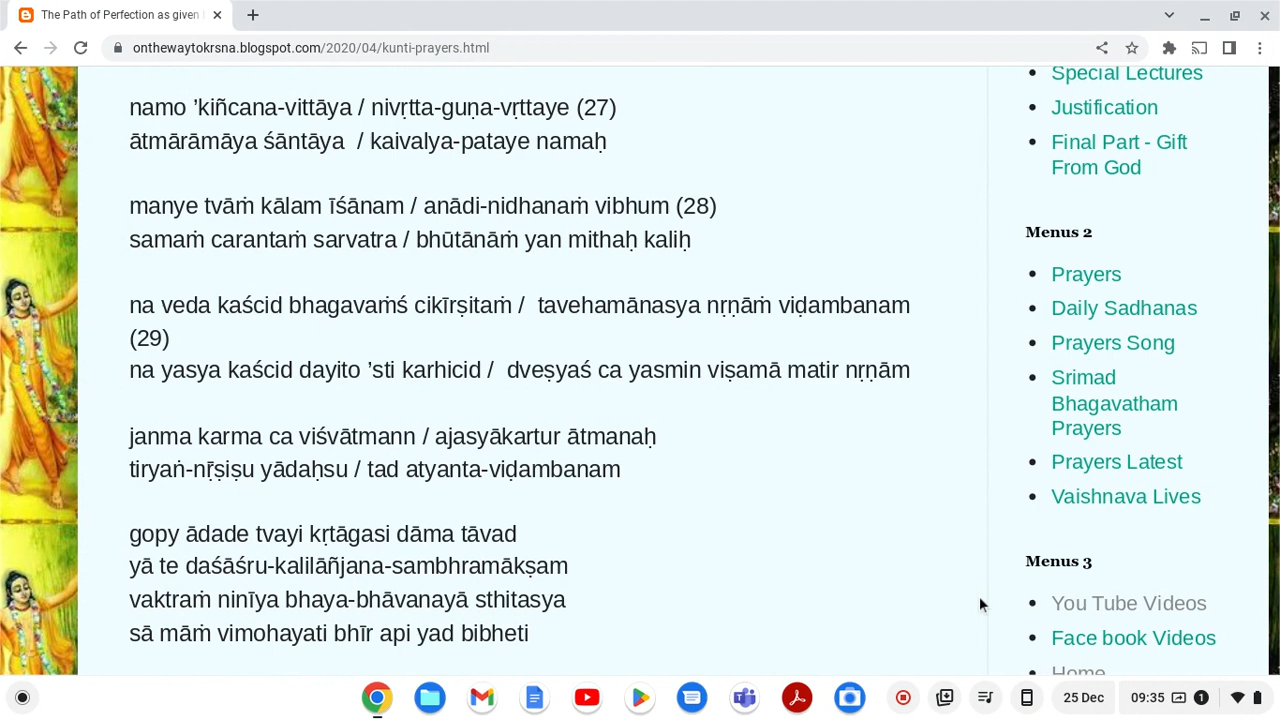 The Path of Perfection as given
onthewaytokrsna.blogspot.com/2020/04/kunti-prayers.html
namo ’kiñcana-vittāya / nivṛtta-guṇa-vṛttaye (27)
ātmārāmāya śāntāya / kaivalya-pataye namaḥ
manye tvāṁ kālam īśānam / anādi-nidhanaṁ vibhum (28)
samaṁ carantaṁ sarvatra / bhūtānāṁ yan mithaḥ kaliḥ
na veda kaścid bhagavaṁś cikīrṣitaṁ / tavehamānasya nṛṇāṁ viḍambanam
(29)
na yasya kaścid dayito ’sti karhicid / dveṣyaś ca yasmin viṣamā matir nṛṇām
janma karma ca viśvātmann / ajasyākartur ātmanaḥ
tiryaṅ-nṝṣiṣu yādaḥsu / tad atyanta-viḍambanam
gopy ādade tvayi kṛtāgasi dāma tāvad
yā te daśāśru-kalilāñjana-sambhramākṣam
vaktraṁ ninīya bhaya-bhāvanayā sthitasya
sā māṁ vimohayati bhīr api yad bibheti
Special Lectures
Justification
Final Part - Gift
From God
Menus 2
Prayers
Daily Sadhanas
Prayers Song
Srimad
Bhagavatham
Prayers
Prayers Latest
Vaishnava Lives
Menus 3
You Tube Videos
Face book Videos
Home
25 Dec
09:35
1